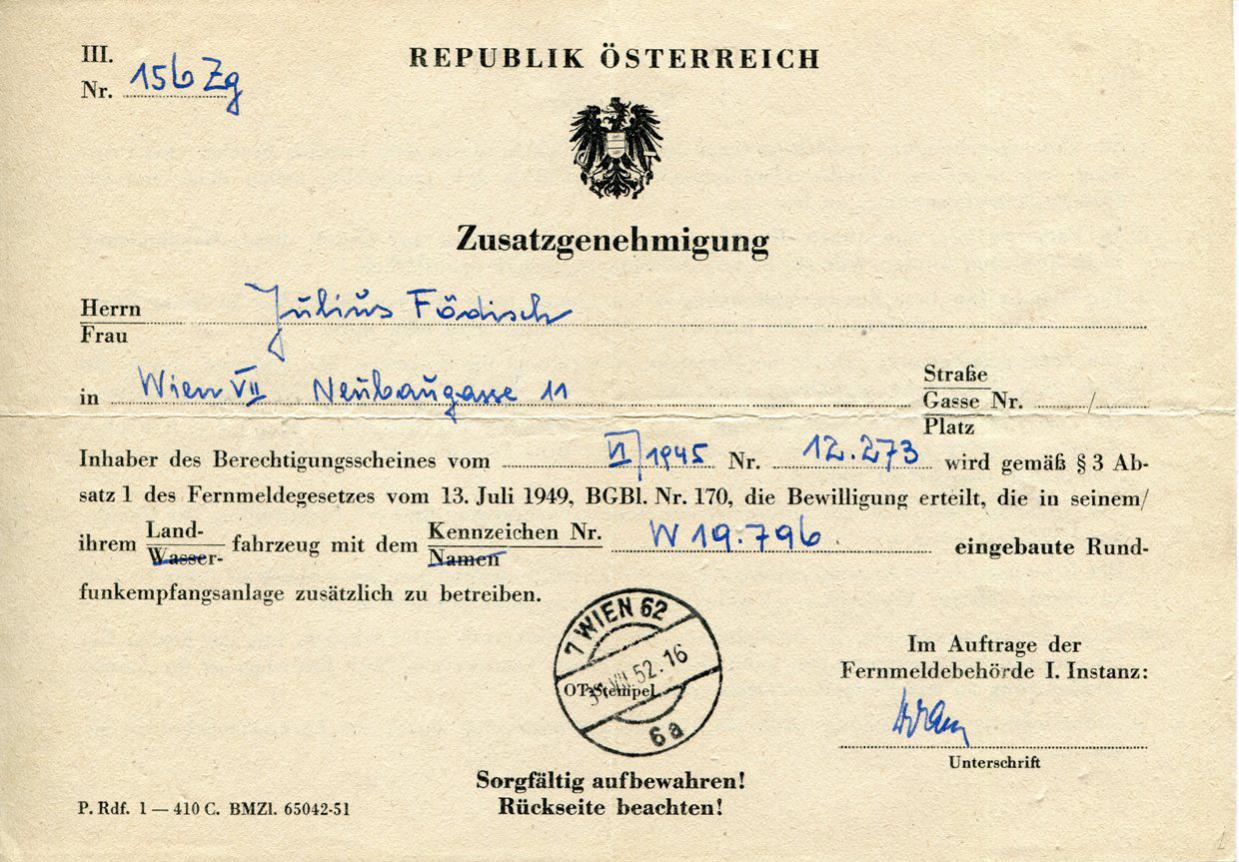 III.
Nr. 156 Zg
REPUBLIK ÖSTERREICH
Zusatzgenehmigung
Herrn
Frau
Julius Födisch
in Wien VII Neubaugasse 11
Straße
Gasse Nr. /
Platz
Inhaber des Berechtigungsscheines vom VI/1945 Nr. 12.273 wird gemäß § 3 Ab-
satz 1 des Fernmeldegesetzes vom 13. Juli 1949, BGBl. Nr. 170, die Bewilligung erteilt, die in seinem/
ihrem Land- Wasser- fahrzeug mit dem Kennzeichen Nr. Namen W 19.796 eingebaute Rund-
funkempfangsanlage zusätzlich zu betreiben.
7 WIEN 62
VII.52.16
OT-Stempel
6a
Im Auftrage der
Fernmeldebehörde I. Instanz:
Unterschrift
Sorgfältig aufbewahren!
Rückseite beachten!
P. Rdf. 1 — 410 C. BMZl. 65042-51